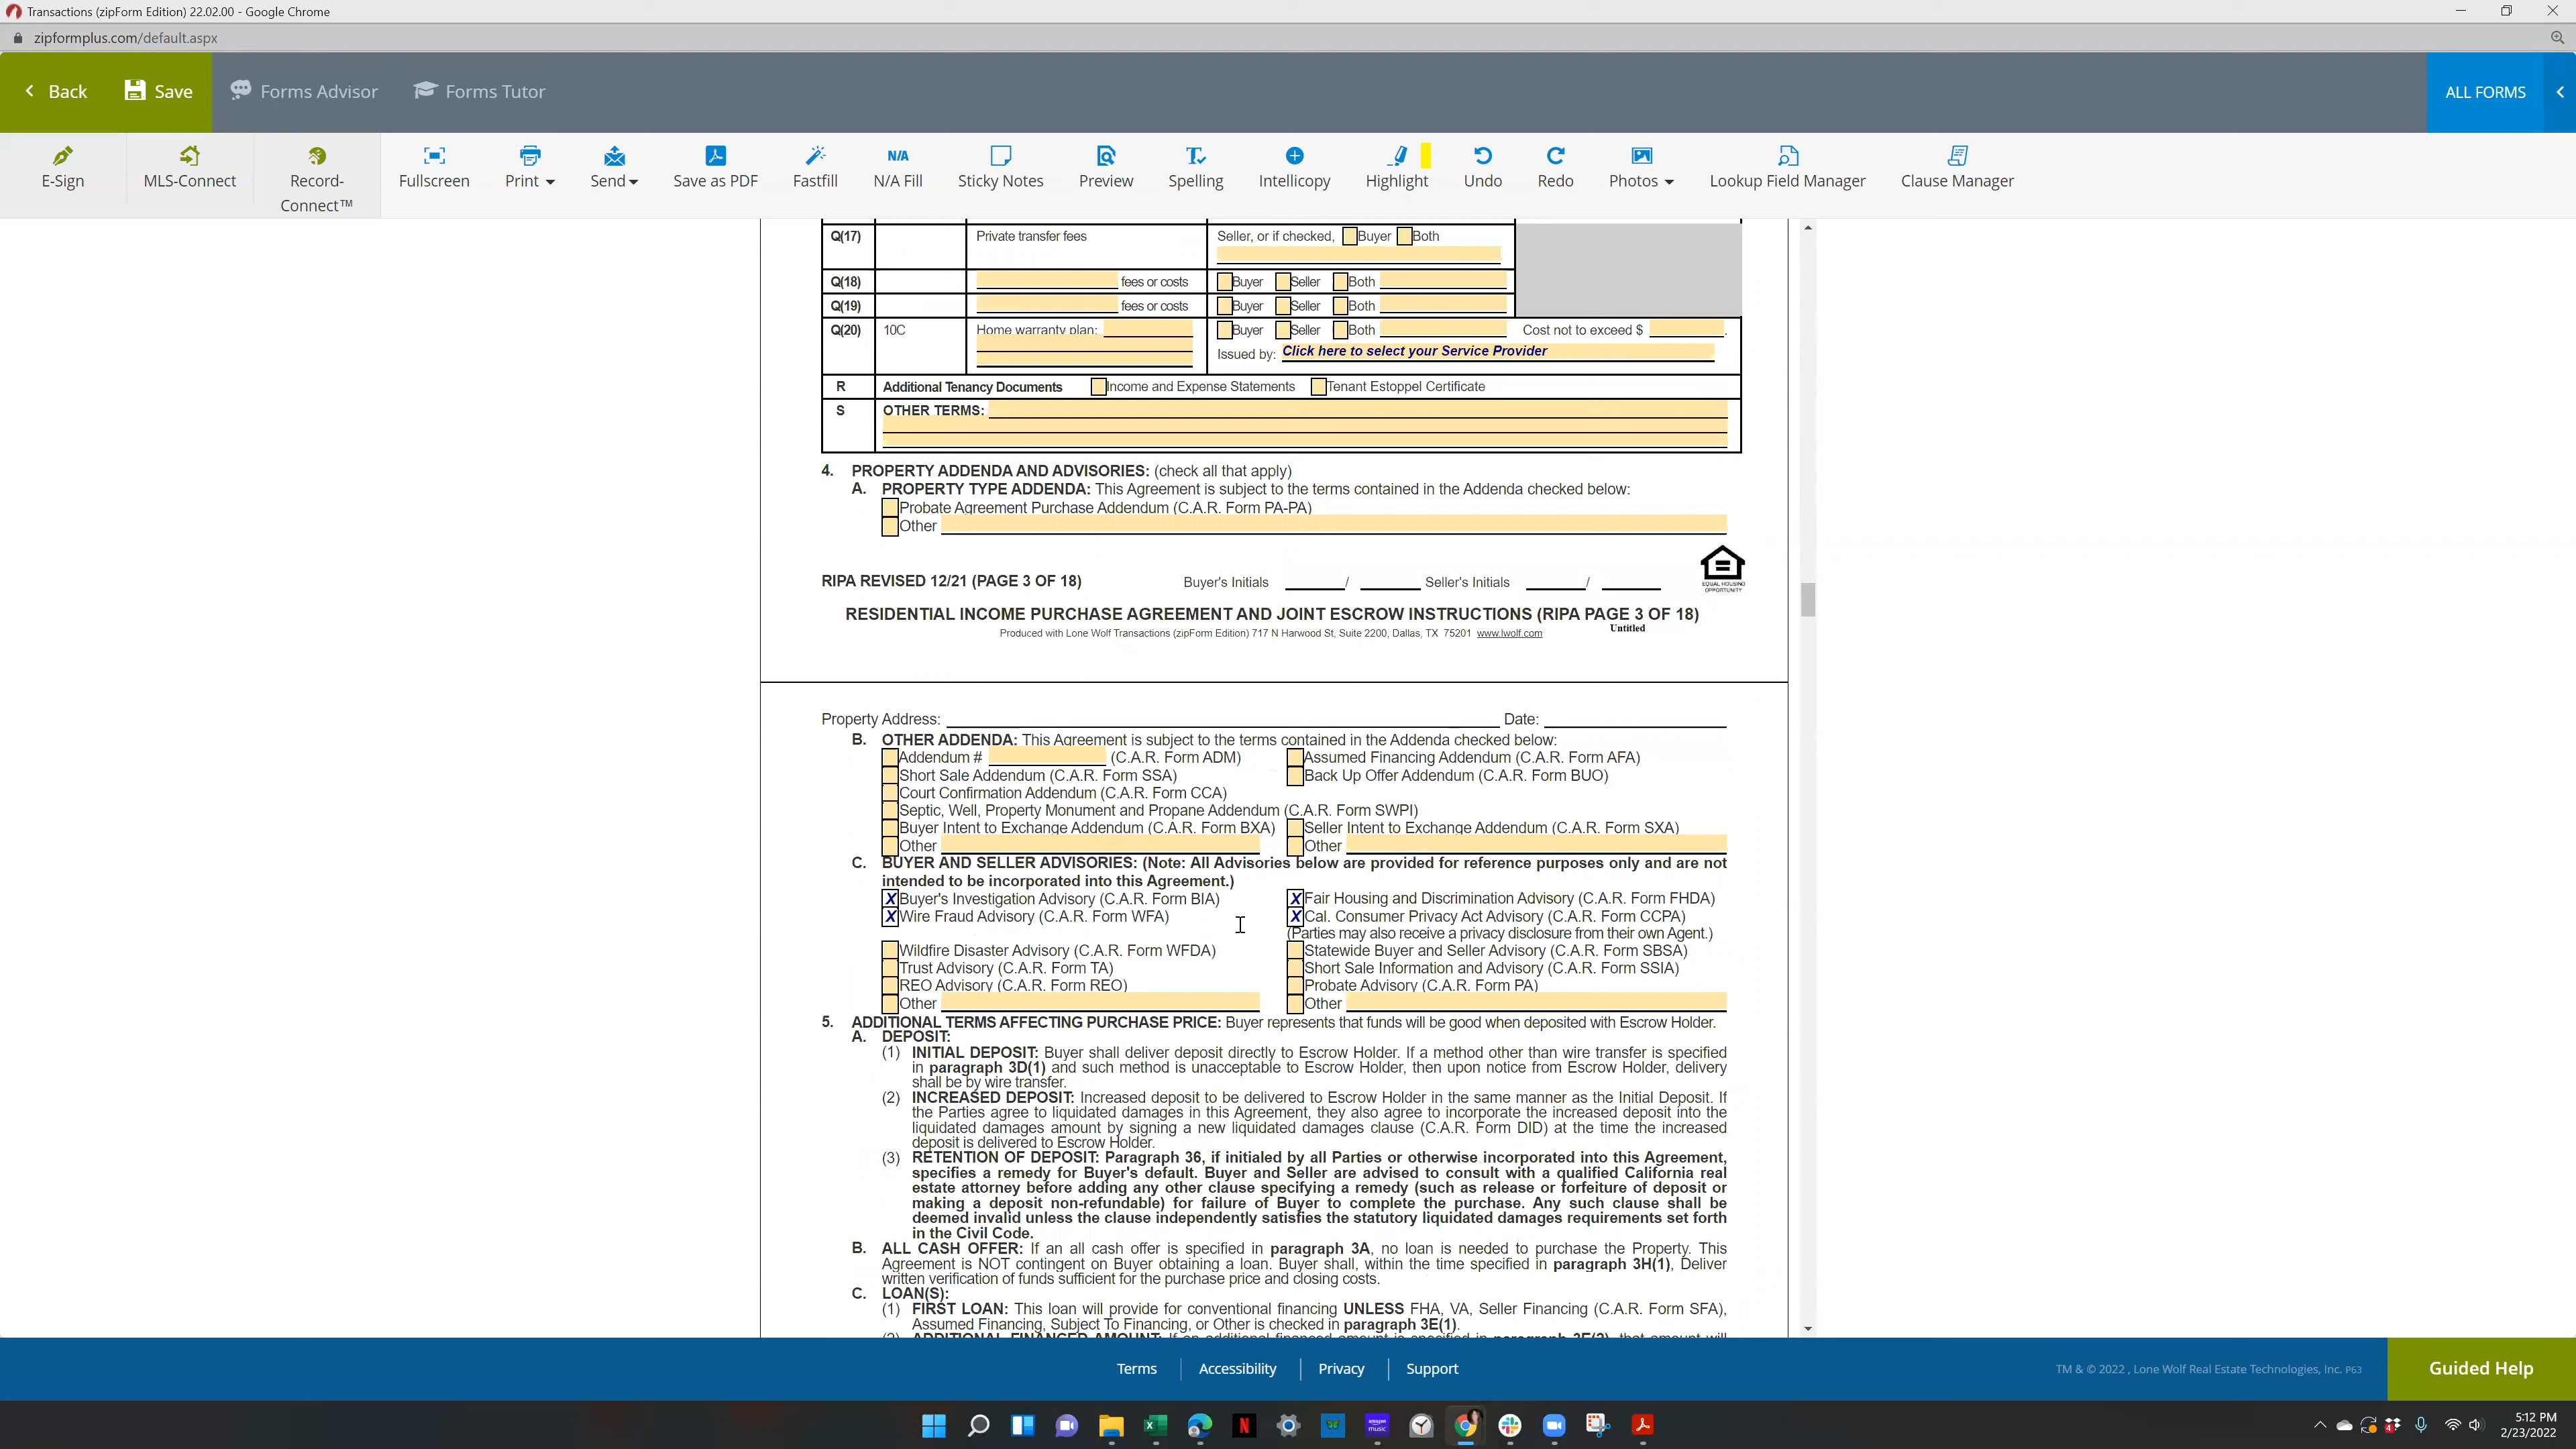 Transactions (zipForm Edition) 22.02.00 - Google Chrome
zipformplus.com/default.aspx
Back Save Forms Advisor Forms Tutor ALL FORMS
N/A
E-Sign MLS-Connect Record-Connect™ Fullscreen Print Send Save as PDF Fastfill N/A Fill Sticky Notes Preview Spelling Intellicopy Highlight Undo Redo Photos Lookup Field Manager Clause Manager
Q(17) Private transfer fees Seller, or if checked, Buyer Both
Q(18) fees or costs Buyer Seller Both
Q(19) fees or costs Buyer Seller Both
Q(20) 10C Home warranty plan: Buyer Seller Both Cost not to exceed $ .
Issued by: Click here to select your Service Provider
R Additional Tenancy Documents Income and Expense Statements Tenant Estoppel Certificate
S OTHER TERMS:
4. PROPERTY ADDENDA AND ADVISORIES: (check all that apply)
A. PROPERTY TYPE ADDENDA: This Agreement is subject to the terms contained in the Addenda checked below:
Probate Agreement Purchase Addendum (C.A.R. Form PA-PA)
Other
RIPA REVISED 12/21 (PAGE 3 OF 18) Buyer's Initials / Seller's Initials /
EQUAL HOUSING
OPPORTUNITY
RESIDENTIAL INCOME PURCHASE AGREEMENT AND JOINT ESCROW INSTRUCTIONS (RIPA PAGE 3 OF 18)
Produced with Lone Wolf Transactions (zipForm Edition) 717 N Harwood St, Suite 2200, Dallas, TX 75201 www.lwolf.com Untitled
Property Address: Date:
B. OTHER ADDENDA: This Agreement is subject to the terms contained in the Addenda checked below:
Addendum # (C.A.R. Form ADM) Assumed Financing Addendum (C.A.R. Form AFA)
Short Sale Addendum (C.A.R. Form SSA) Back Up Offer Addendum (C.A.R. Form BUO)
Court Confirmation Addendum (C.A.R. Form CCA)
Septic, Well, Property Monument and Propane Addendum (C.A.R. Form SWPI)
Buyer Intent to Exchange Addendum (C.A.R. Form BXA) Seller Intent to Exchange Addendum (C.A.R. Form SXA)
Other Other
C. BUYER AND SELLER ADVISORIES: (Note: All Advisories below are provided for reference purposes only and are not
intended to be incorporated into this Agreement.)
X Buyer's Investigation Advisory (C.A.R. Form BIA) X Fair Housing and Discrimination Advisory (C.A.R. Form FHDA)
X Wire Fraud Advisory (C.A.R. Form WFA) X Cal. Consumer Privacy Act Advisory (C.A.R. Form CCPA)
(Parties may also receive a privacy disclosure from their own Agent.)
Wildfire Disaster Advisory (C.A.R. Form WFDA) Statewide Buyer and Seller Advisory (C.A.R. Form SBSA)
Trust Advisory (C.A.R. Form TA) Short Sale Information and Advisory (C.A.R. Form SSIA)
REO Advisory (C.A.R. Form REO) Probate Advisory (C.A.R. Form PA)
Other Other
5. ADDITIONAL TERMS AFFECTING PURCHASE PRICE: Buyer represents that funds will be good when deposited with Escrow Holder.
A. DEPOSIT:
(1) INITIAL DEPOSIT: Buyer shall deliver deposit directly to Escrow Holder. If a method other than wire transfer is specified
in paragraph 3D(1) and such method is unacceptable to Escrow Holder, then upon notice from Escrow Holder, delivery
shall be by wire transfer.
(2) INCREASED DEPOSIT: Increased deposit to be delivered to Escrow Holder in the same manner as the Initial Deposit. If
the Parties agree to liquidated damages in this Agreement, they also agree to incorporate the increased deposit into the
liquidated damages amount by signing a new liquidated damages clause (C.A.R. Form DID) at the time the increased
deposit is delivered to Escrow Holder.
(3) RETENTION OF DEPOSIT: Paragraph 36, if initialed by all Parties or otherwise incorporated into this Agreement,
specifies a remedy for Buyer's default. Buyer and Seller are advised to consult with a qualified California real
estate attorney before adding any other clause specifying a remedy (such as release or forfeiture of deposit or
making a deposit non-refundable) for failure of Buyer to complete the purchase. Any such clause shall be
deemed invalid unless the clause independently satisfies the statutory liquidated damages requirements set forth
in the Civil Code.
B. ALL CASH OFFER: If an all cash offer is specified in paragraph 3A, no loan is needed to purchase the Property. This
Agreement is NOT contingent on Buyer obtaining a loan. Buyer shall, within the time specified in paragraph 3H(1), Deliver
written verification of funds sufficient for the purchase price and closing costs.
C. LOAN(S):
(1) FIRST LOAN: This loan will provide for conventional financing UNLESS FHA, VA, Seller Financing (C.A.R. Form SFA),
Assumed Financing, Subject To Financing, or Other is checked in paragraph 3E(1).
(2) ADDITIONAL FINANCED AMOUNT: If an additional financed amount is specified in paragraph 3E(2), that amount will
Terms Accessibility Privacy Support TM & © 2022 , Lone Wolf Real Estate Technologies, Inc. P63 Guided Help
N amazon music 4
5:12 PM
2/23/2022